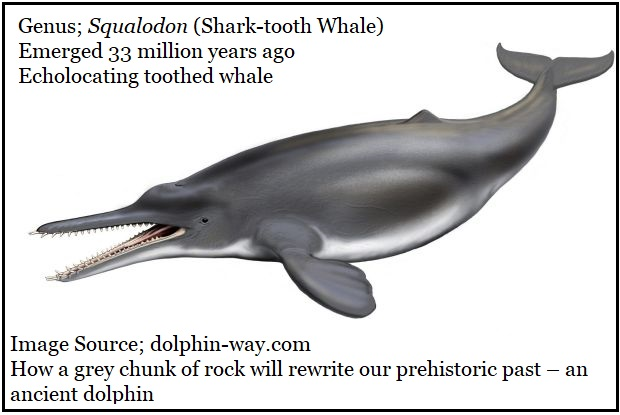 Genus; Squalodon (Shark-tooth Whale)
Emerged 33 million years ago
Echolocating toothed whale
Image Source; dolphin-way.com
How a grey chunk of rock will rewrite our prehistoric past – an
ancient dolphin